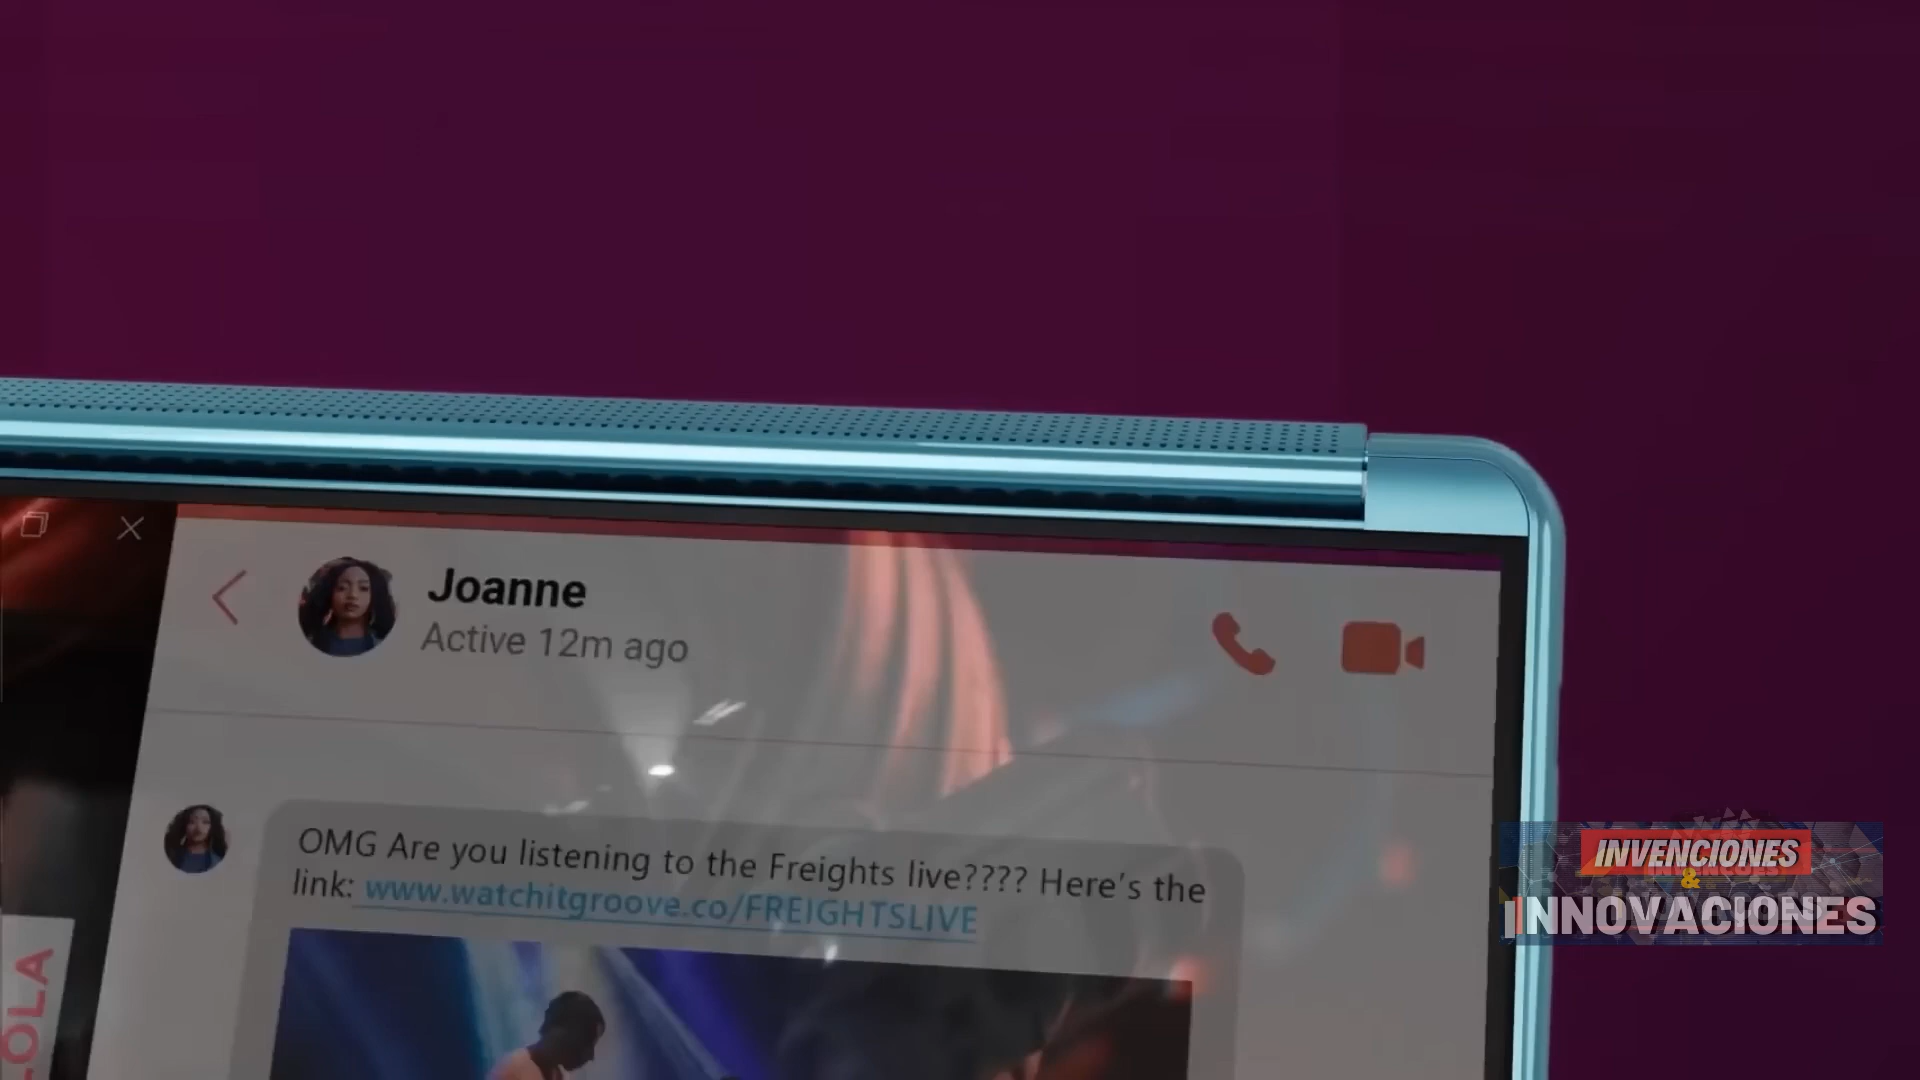 Joanne
Active 12m ago
OMG Are you listening to the Freights live???? Here's the
link: www.watchitgroove.co/FREIGHTSLIVE
INVENCIONES
&
INNOVACIONES